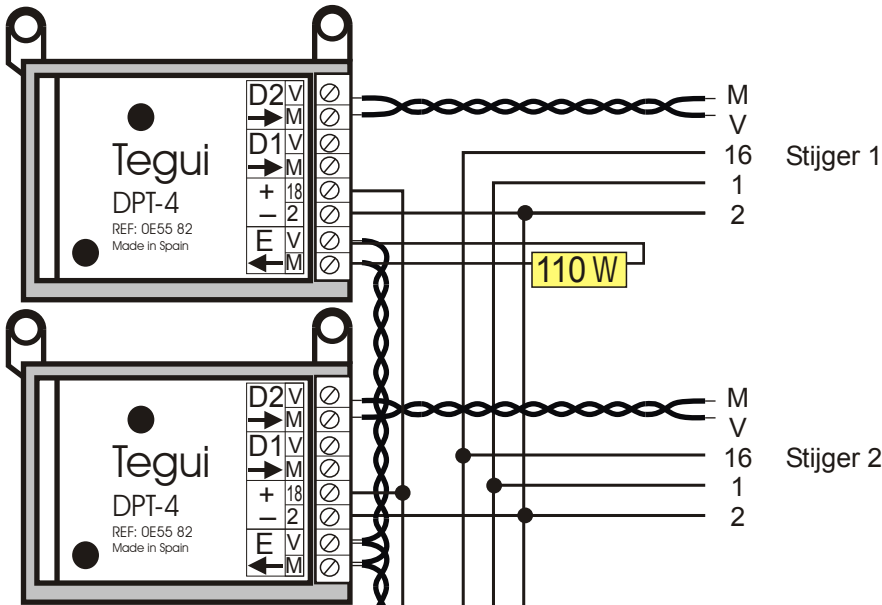 D2 V
M
D1 V
M
+ 18
– 2
E V
M
Tegui
DPT-4
REF: 0E55 82
Made in Spain
M
V
16 Stijger 1
1
2
110 W
D2 V
M
D1 V
M
+ 18
– 2
E V
M
Tegui
DPT-4
REF: 0E55 82
Made in Spain
M
V
16 Stijger 2
1
2